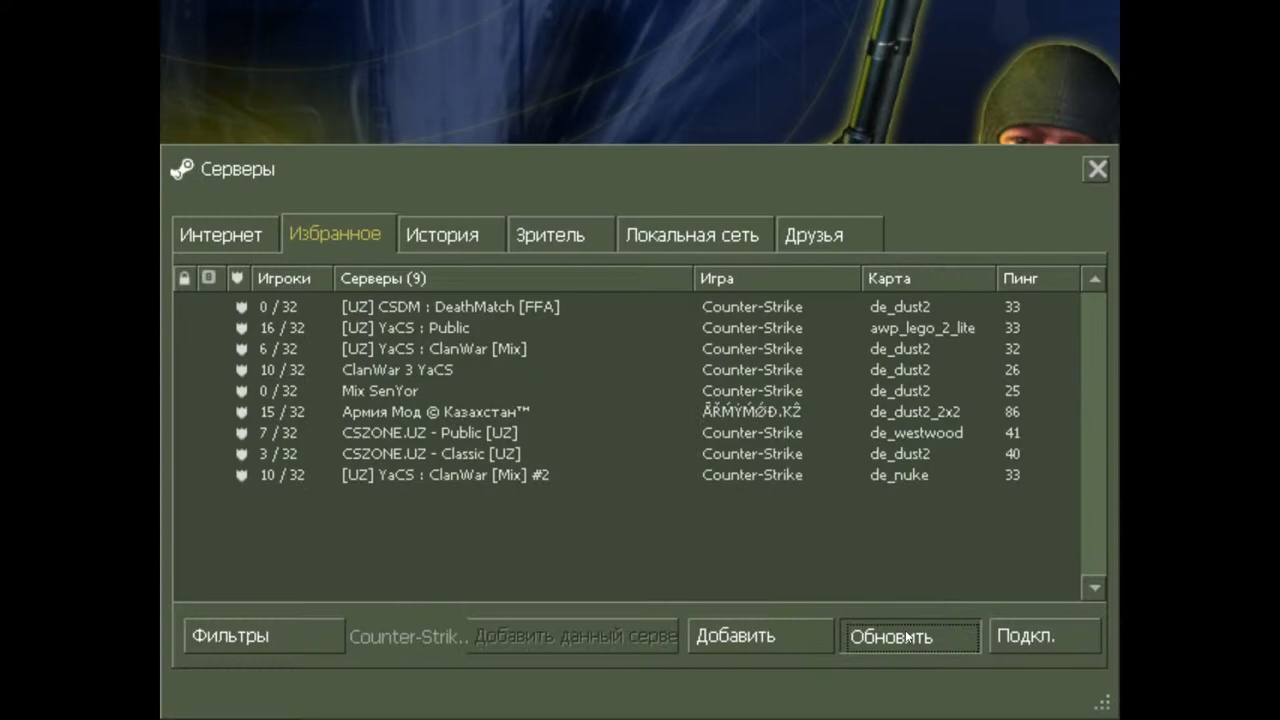 Серверы
Интернет Избранное История Зритель Локальная сеть Друзья
Игроки Серверы (9) Игра Карта Пинг
0 / 32 [UZ] CSDM : DeathMatch [FFA] Counter-Strike de_dust2 33
16 / 32 [UZ] YaCS : Public Counter-Strike awp_lego_2_lite 33
6 / 32 [UZ] YaCS : ClanWar [Mix] Counter-Strike de_dust2 32
10 / 32 ClanWar 3 YaCS Counter-Strike de_dust2 26
0 / 32 Mix SenYor Counter-Strike de_dust2 25
15 / 32 Армия Мод © Казахстан™ de_dust2_2x2 86
7 / 32 CSZONE.UZ - Public [UZ] Counter-Strike de_westwood 41
3 / 32 CSZONE.UZ - Classic [UZ] Counter-Strike de_dust2 40
10 / 32 [UZ] YaCS : ClanWar [Mix] #2 Counter-Strike de_nuke 33
Фильтры Counter-Strik... Добавить данный серве Добавить Обновить Подкл.